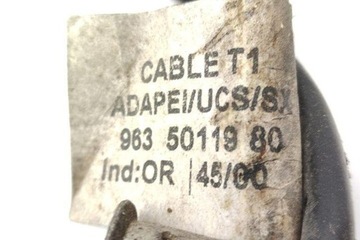 CABLE T1
ADAPEI/UCS/SX
963 50119 80
Ind:OR 45/00